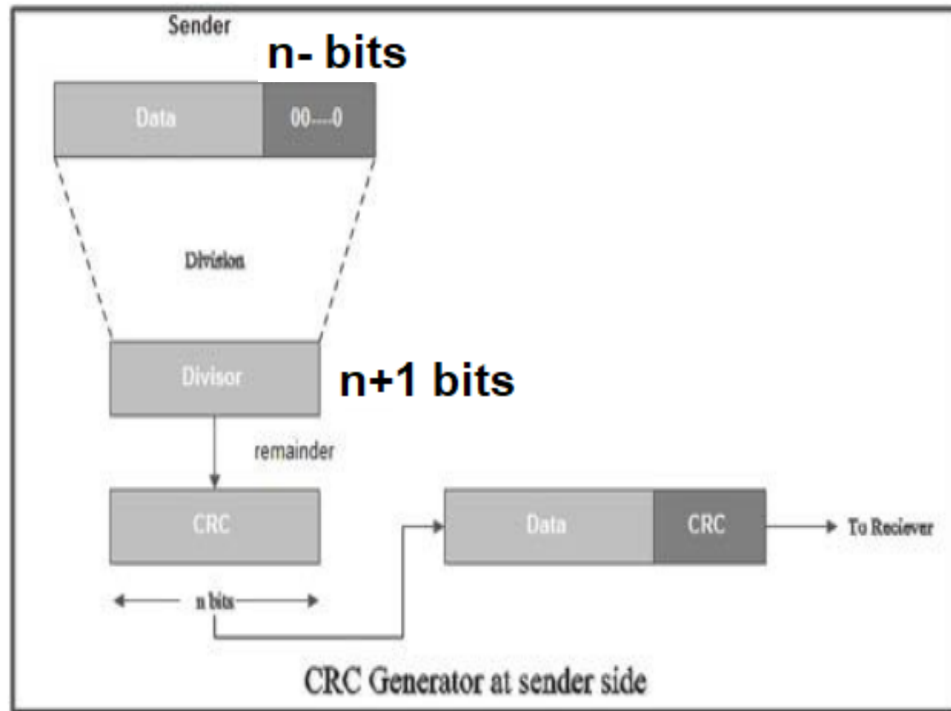 Sender
n- bits
Data 00----0
Division
Divisor n+1 bits
remainder
CRC Data CRC To Reciever
n bits
CRC Generator at sender side